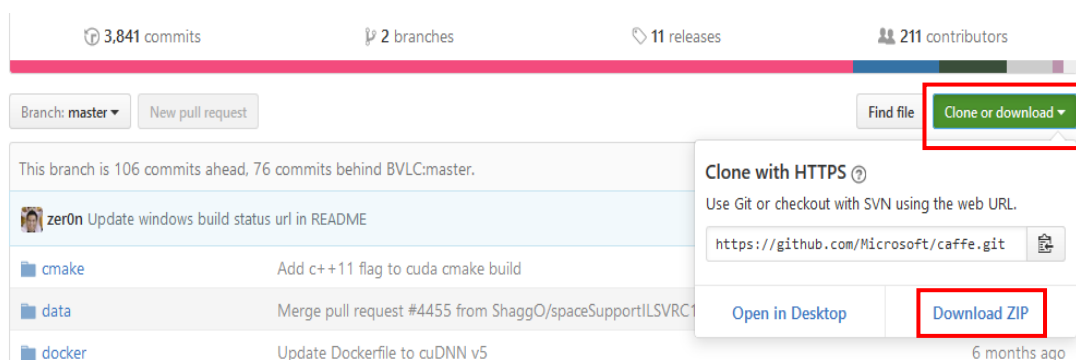 3,841 commits 2 branches 11 releases 211 contributors
Branch: master New pull request Find file Clone or download
This branch is 106 commits ahead, 76 commits behind BVLC:master.
zer0n Update windows build status url in README
Clone with HTTPS
Use Git or checkout with SVN using the web URL.
https://github.com/Microsoft/caffe.git
Open in Desktop Download ZIP
cmake Add c++11 flag to cuda cmake build
data Merge pull request #4455 from ShaggO/spaceSupportILSVRC1
docker Update Dockerfile to cuDNN v5 6 months ago